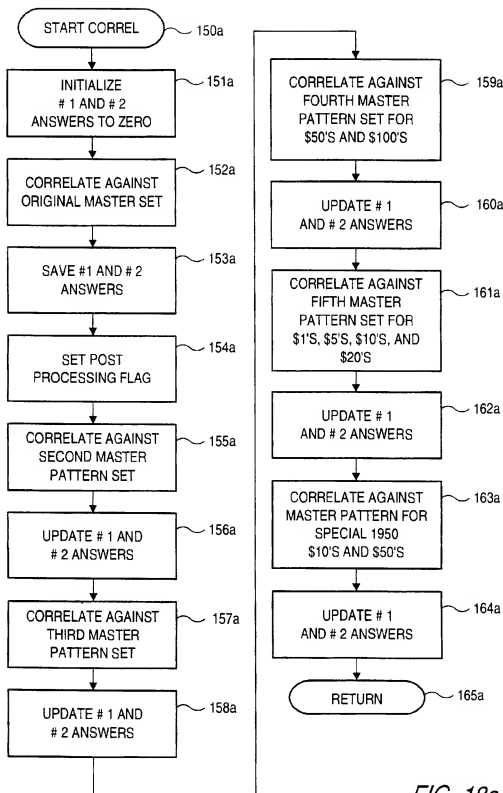 START CORREL
150a
INITIALIZE
# 1 AND # 2
ANSWERS TO ZERO
151a
CORRELATE AGAINST
ORIGINAL MASTER SET
152a
SAVE #1 AND # 2
ANSWERS
153a
SET POST
PROCESSING FLAG
154a
CORRELATE AGAINST
SECOND MASTER
PATTERN SET
155a
UPDATE # 1 AND
# 2 ANSWERS
156a
CORRELATE AGAINST
THIRD MASTER
PATTERN SET
157a
UPDATE # 1 AND
# 2 ANSWERS
158a
CORRELATE AGAINST
FOURTH MASTER
PATTERN SET FOR
$50'S AND $100'S
159a
UPDATE # 1
AND # 2 ANSWERS
160a
CORRELATE AGAINST
FIFTH MASTER
PATTERN SET FOR
$1'S, $5'S, $10'S, AND
$20'S
161a
UPDATE # 1
AND # 2 ANSWERS
162a
CORRELATE AGAINST
MASTER PATTERN FOR
SPECIAL 1950
$10'S AND $50'S
163a
UPDATE # 1
AND # 2 ANSWERS
164a
RETURN
165a
FIG. 18a